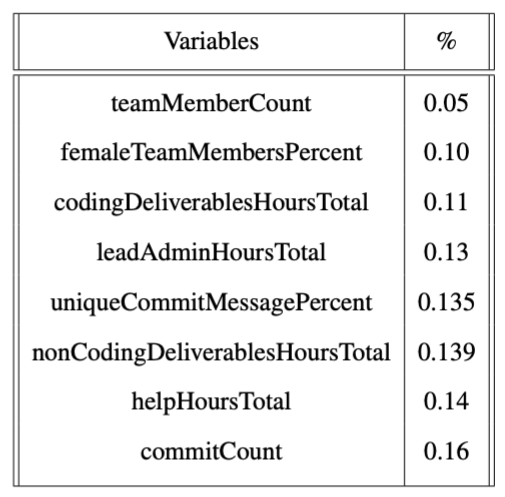 Variables %
teamMemberCount 0.05
femaleTeamMembersPercent 0.10
codingDeliverablesHoursTotal 0.11
leadAdminHoursTotal 0.13
uniqueCommitMessagePercent 0.135
nonCodingDeliverablesHoursTotal 0.139
helpHoursTotal 0.14
commitCount 0.16